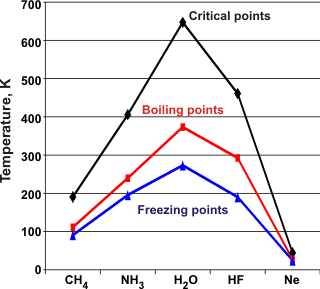 700
Critical points
600
500
Boiling points
400
300
200
Freezing points
100
0
Temperature, K
CH₄ NH₃ H₂O HF Ne